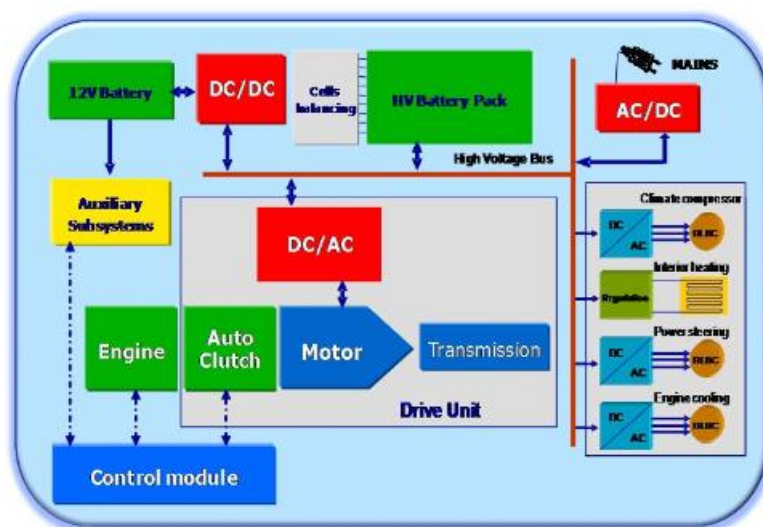 12V Battery
DC/DC
Cells
balancing
HV Battery Pack
MAINS
AC/DC
High Voltage Bus
Auxiliary
Subsystems
DC/AC
Engine
Auto
Clutch
Motor
Transmission
Drive Unit
Control module
Climate compressor
DC
AC
BLDC
Interior heating
Regulation
Power steering
DC
AC
BLDC
Engine cooling
DC
AC
BLDC